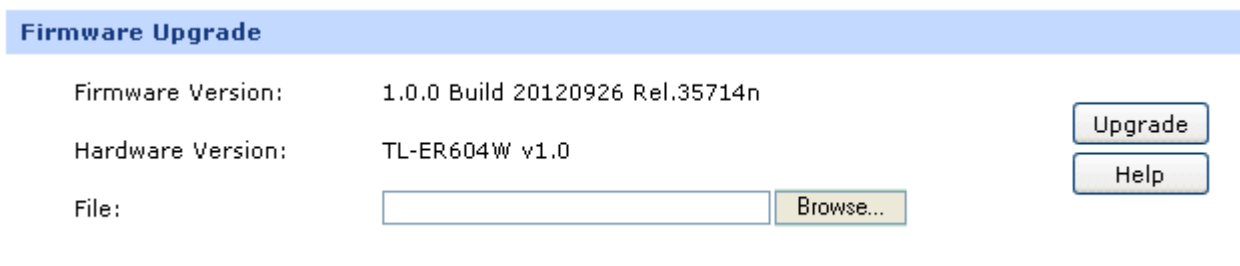 Firmware Upgrade
Firmware Version: 1.0.0 Build 20120926 Rel.35714n
Upgrade
Hardware Version: TL-ER604W v1.0
Help
File: Browse...